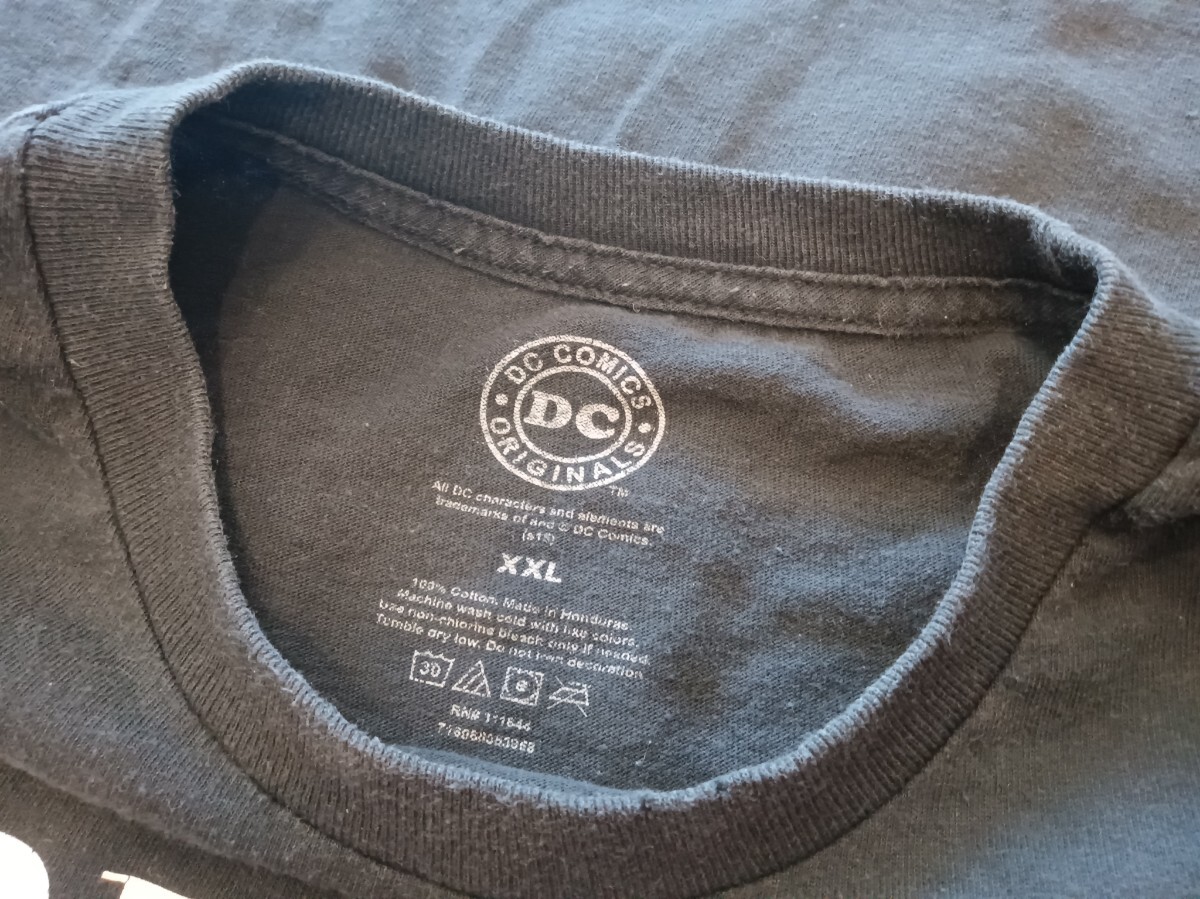 DC COMICS
DC
ORIGINALS
TM
All DC characters and elements are
trademarks of and © DC Comics.
(s15)
XXL
100% Cotton. Made in Honduras
Machine wash cold with like colors.
Use non-chlorine bleach only if needed.
Tumble dry low. Do not iron decoration.
30
RN#